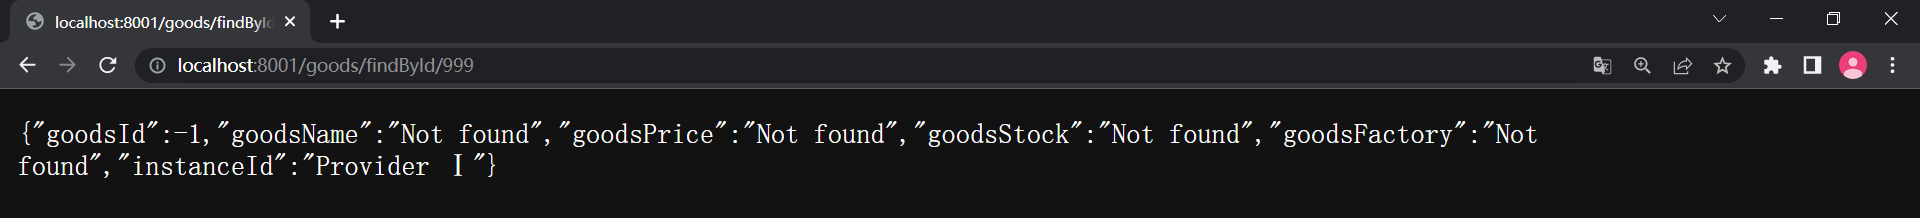 localhost:8001/goods/findById
localhost:8001/goods/findById/999
{"goodsId":-1,"goodsName":"Not found","goodsPrice":"Not found","goodsStock":"Not found","goodsFactory":"Not
found","instanceId":"Provider Ⅰ"}